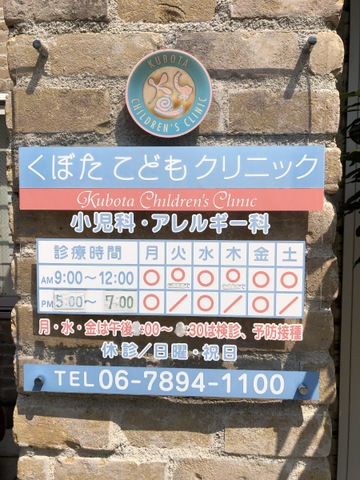 KUBOTA
CHILDREN'S CLINIC
くぼた こども クリニック
Kubota Children's Clinic
小児科・アレルギー科
診療時間 月 火 水 木 金 土
AM 9:00〜12:00 ○ ○ ○ ○ ○ ○
PM 5:00〜 7:00 ○ / ○ / ○ /
月・水・金は午後 :00〜 :30は検診、予防接種
休診/日曜・祝日
TEL 06-7894-1100